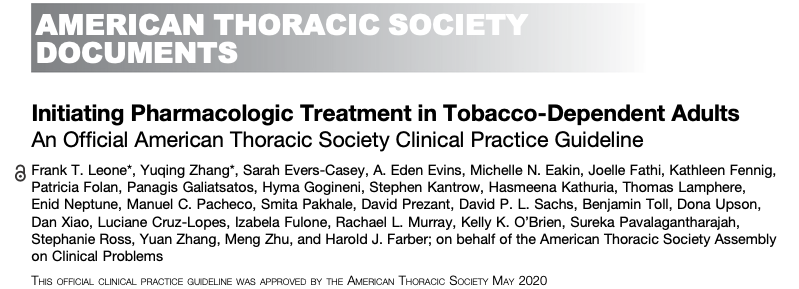 AMERICAN THORACIC SOCIETY
DOCUMENTS
Initiating Pharmacologic Treatment in Tobacco-Dependent Adults
An Official American Thoracic Society Clinical Practice Guideline
Frank T. Leone*, Yuqing Zhang*, Sarah Evers-Casey, A. Eden Evins, Michelle N. Eakin, Joelle Fathi, Kathleen Fennig,
Patricia Folan, Panagis Galiatsatos, Hyma Gogineni, Stephen Kantrow, Hasmeena Kathuria, Thomas Lamphere,
Enid Neptune, Manuel C. Pacheco, Smita Pakhale, David Prezant, David P. L. Sachs, Benjamin Toll, Dona Upson,
Dan Xiao, Luciane Cruz-Lopes, Izabela Fulone, Rachael L. Murray, Kelly K. O'Brien, Sureka Pavalagantharajah,
Stephanie Ross, Yuan Zhang, Meng Zhu, and Harold J. Farber; on behalf of the American Thoracic Society Assembly
on Clinical Problems
THIS OFFICIAL CLINICAL PRACTICE GUIDELINE WAS APPROVED BY THE AMERICAN THORACIC SOCIETY MAY 2020